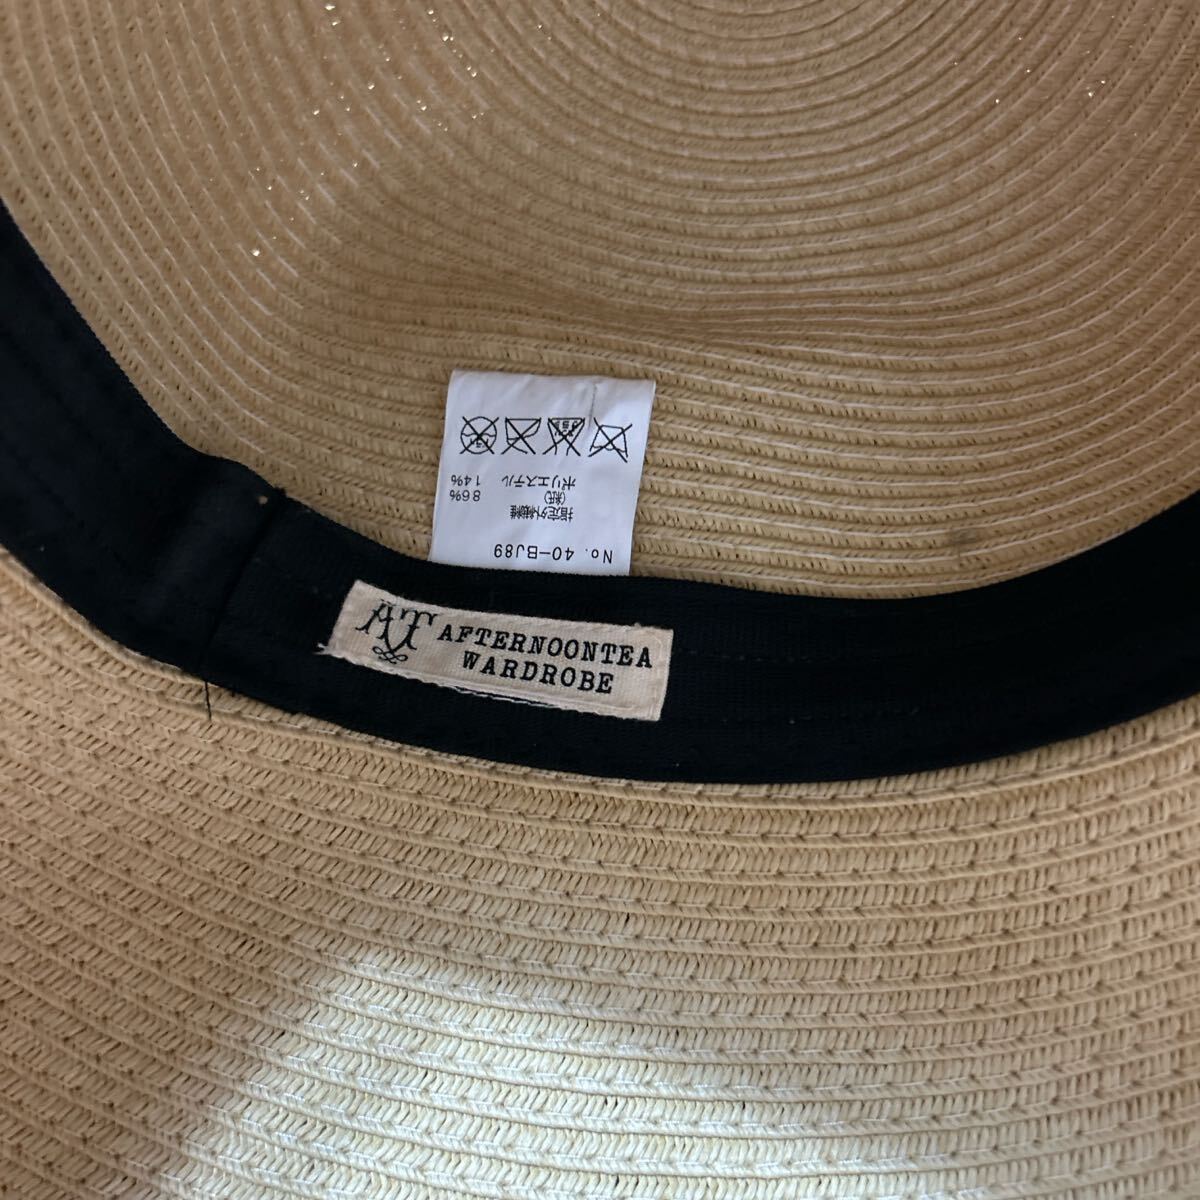 No. 40-BJ89
指定外繊維
(紙) 86%
ポリエステル 14%
AT AFTERNOONTEA
WARDROBE